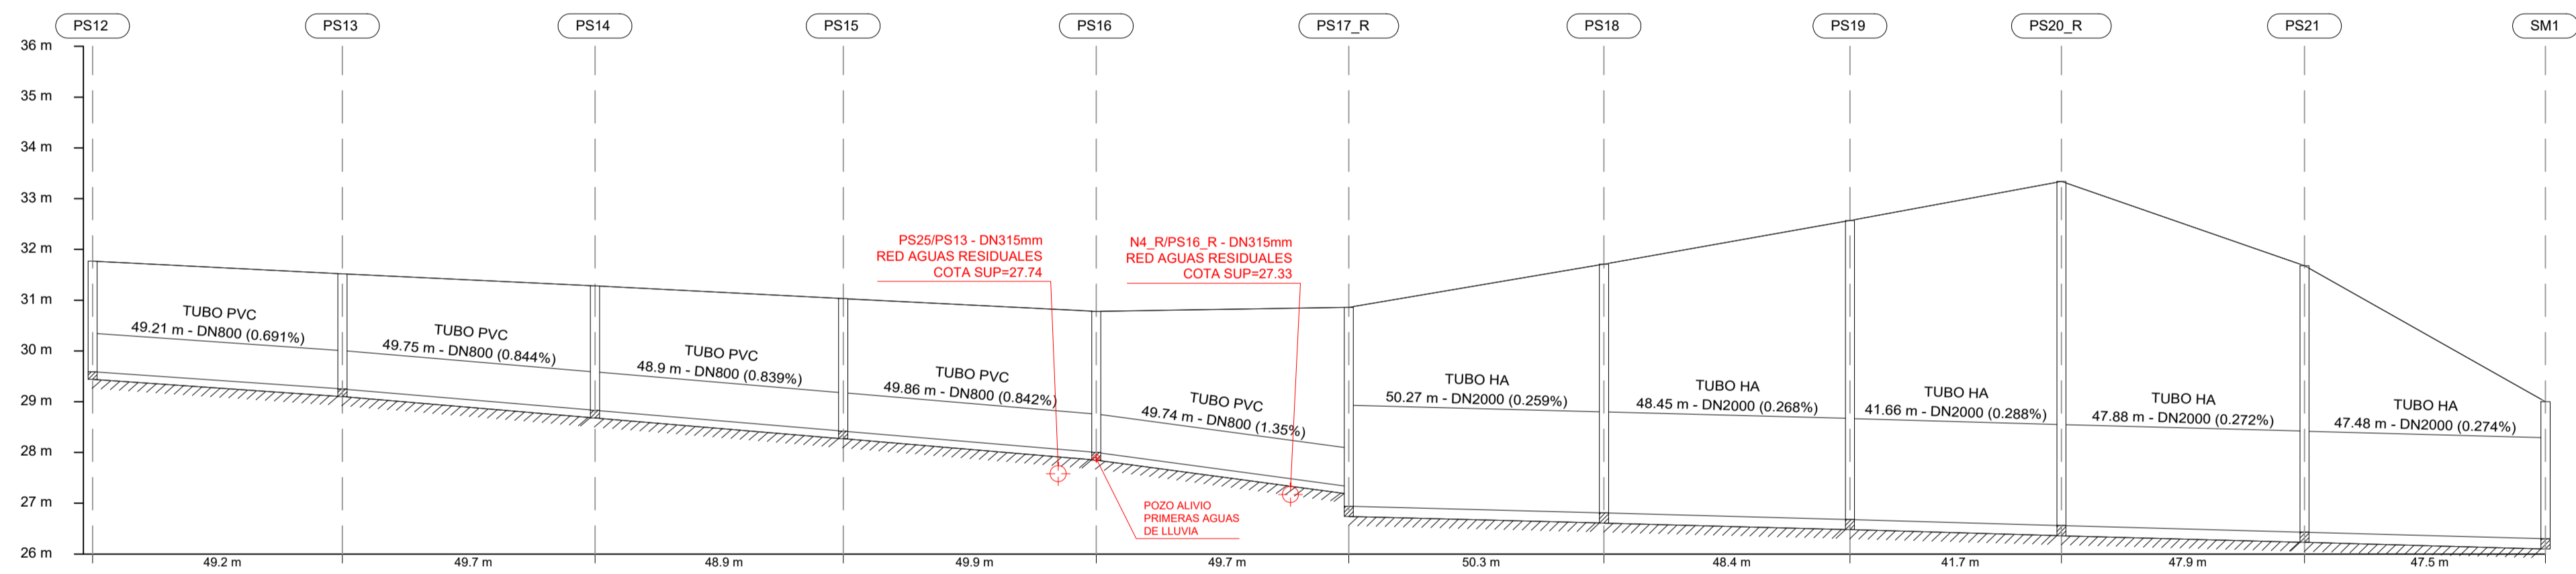 PS12
PS13
PS14
PS15
PS16
PS17_R
PS18
PS19
PS20_R
PS21
SM1
36 m
35 m
34 m
33 m
32 m
31 m
30 m
29 m
28 m
27 m
26 m
PS25/PS13 - DN315mm
RED AGUAS RESIDUALES
COTA SUP=27.74
N4_R/PS16_R - DN315mm
RED AGUAS RESIDUALES
COTA SUP=27.33
TUBO PVC
49.21 m - DN800 (0.691%)
TUBO PVC
49.75 m - DN800 (0.844%)
TUBO PVC
48.9 m - DN800 (0.839%)
TUBO PVC
49.86 m - DN800 (0.842%)
TUBO PVC
49.74 m - DN800 (1.35%)
TUBO HA
50.27 m - DN2000 (0.259%)
TUBO HA
48.45 m - DN2000 (0.268%)
TUBO HA
41.66 m - DN2000 (0.288%)
TUBO HA
47.88 m - DN2000 (0.272%)
TUBO HA
47.48 m - DN2000 (0.274%)
POZO ALIVIO
PRIMERAS AGUAS
DE LLUVIA
49.2 m
49.7 m
48.9 m
49.9 m
49.7 m
50.3 m
48.4 m
41.7 m
47.9 m
47.5 m